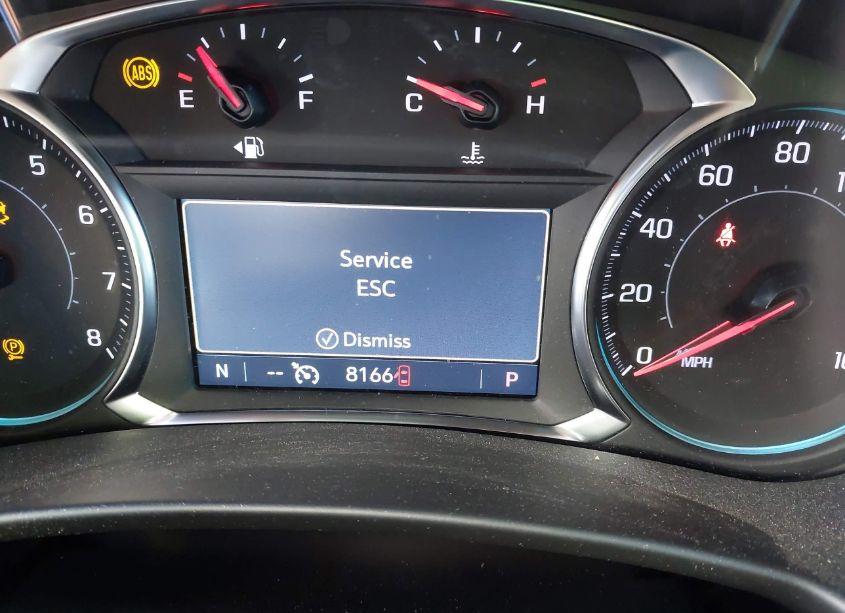 ABS
E F
C H
5
6
7
8
P
Service
ESC
Dismiss
N -- 8166 P
0
20
40
60
80
MPH